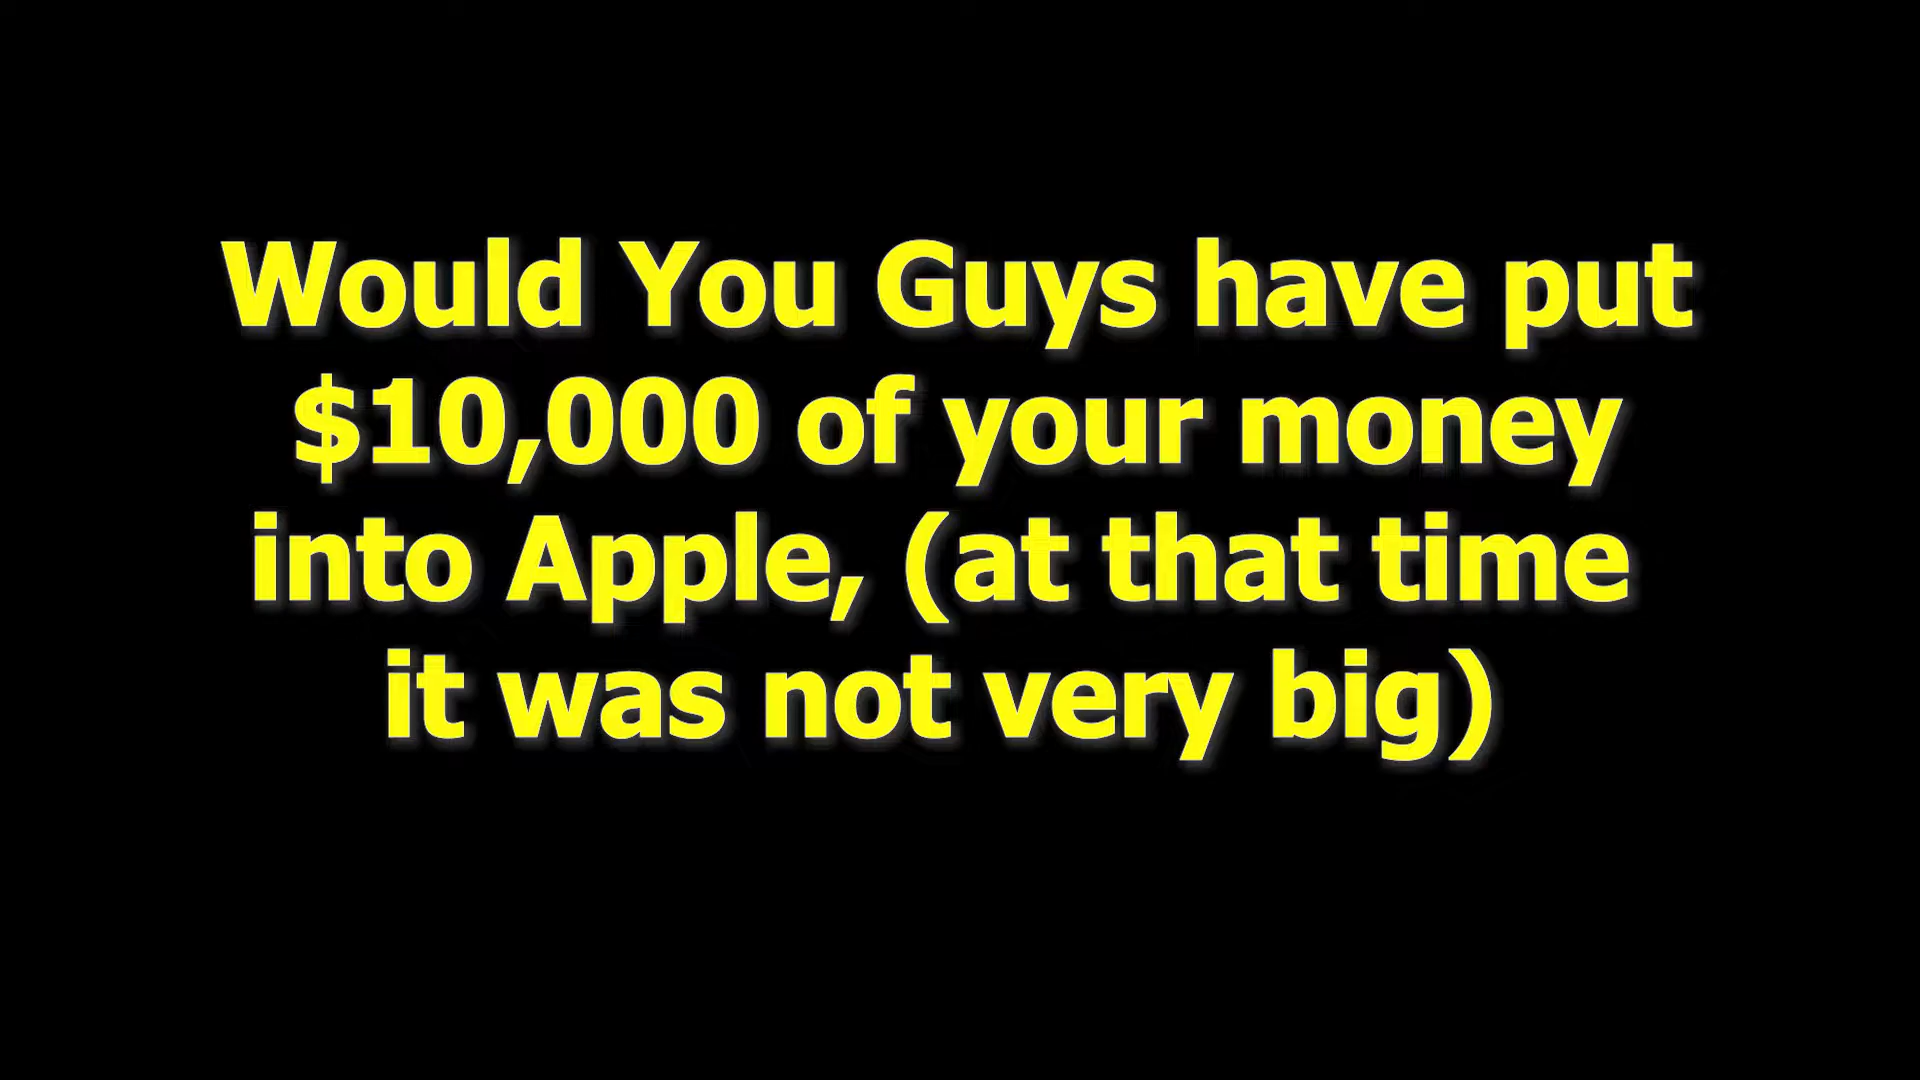 Would You Guys have put
$10,000 of your money
into Apple, (at that time
it was not very big)